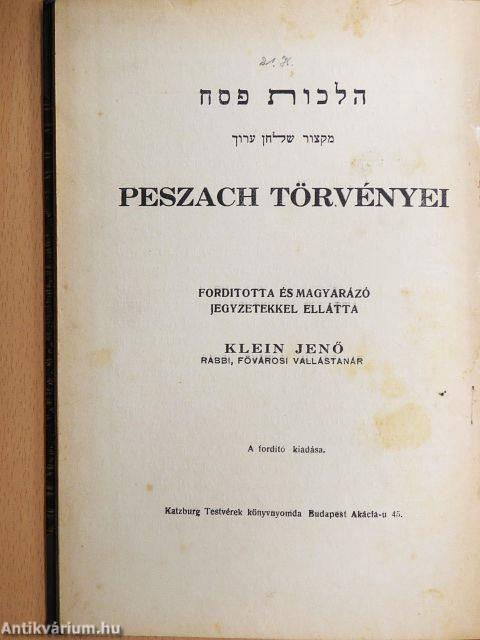 הלכות פסח
מקצור שלחן ערוך
PESZACH TÖRVÉNYEI
FORDITOTTA ÉS MAGYARÁZÓ
JEGYZETEKKEL ELLÁTTA
KLEIN JENŐ
RABBI, FŐVÁROSI VALLÁSTANÁR
A fordító kiadása.
Katzburg Testvérek könyvnyomda Budapest Akácfa-u 45.
Antikvárium.hu